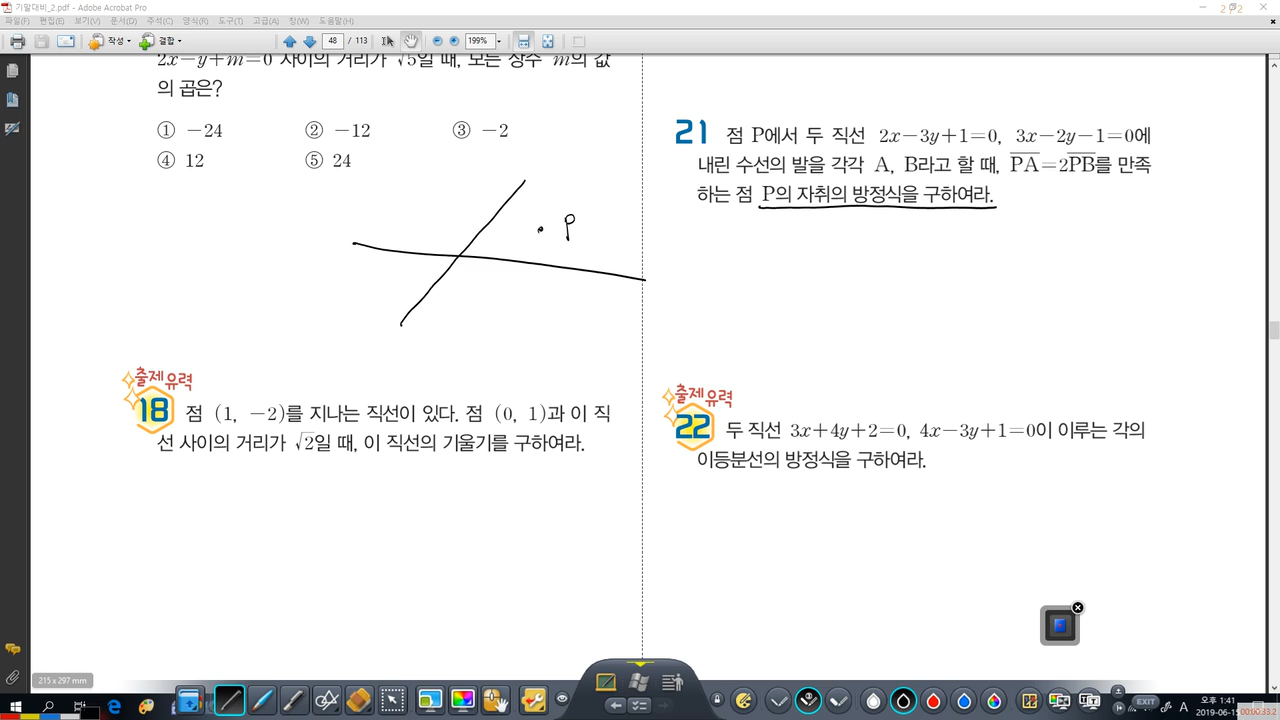 기말대비_2.pdf - Adobe Acrobat Pro
2 / 2
파일(F) 편집(E) 보기(V) 문서(D) 주석(C) 양식(R) 도구(T) 고급(A) 창(W) 도움말(H)
작성 결합 48 / 113 199%
2x-y+m=0 사이의 거리가 √5일 때, 모든 상수 m의 값
의 곱은?
① -24 ② -12 ③ -2
④ 12 ⑤ 24
P
출제 유력
18 점 (1, -2)를 지나는 직선이 있다. 점 (0, 1)과 이 직
선 사이의 거리가 √2일 때, 이 직선의 기울기를 구하여라.
21 점 P에서 두 직선 2x-3y+1=0, 3x-2y-1=0에
내린 수선의 발을 각각 A, B라고 할 때, PA=2PB를 만족
하는 점 P의 자취의 방정식을 구하여라.
출제 유력
22 두 직선 3x+4y+2=0, 4x-3y+1=0이 이루는 각의
이등분선의 방정식을 구하여라.
215 x 297 mm
EXIT
A
오후 1:41
2019-06-15
00:00:33.2